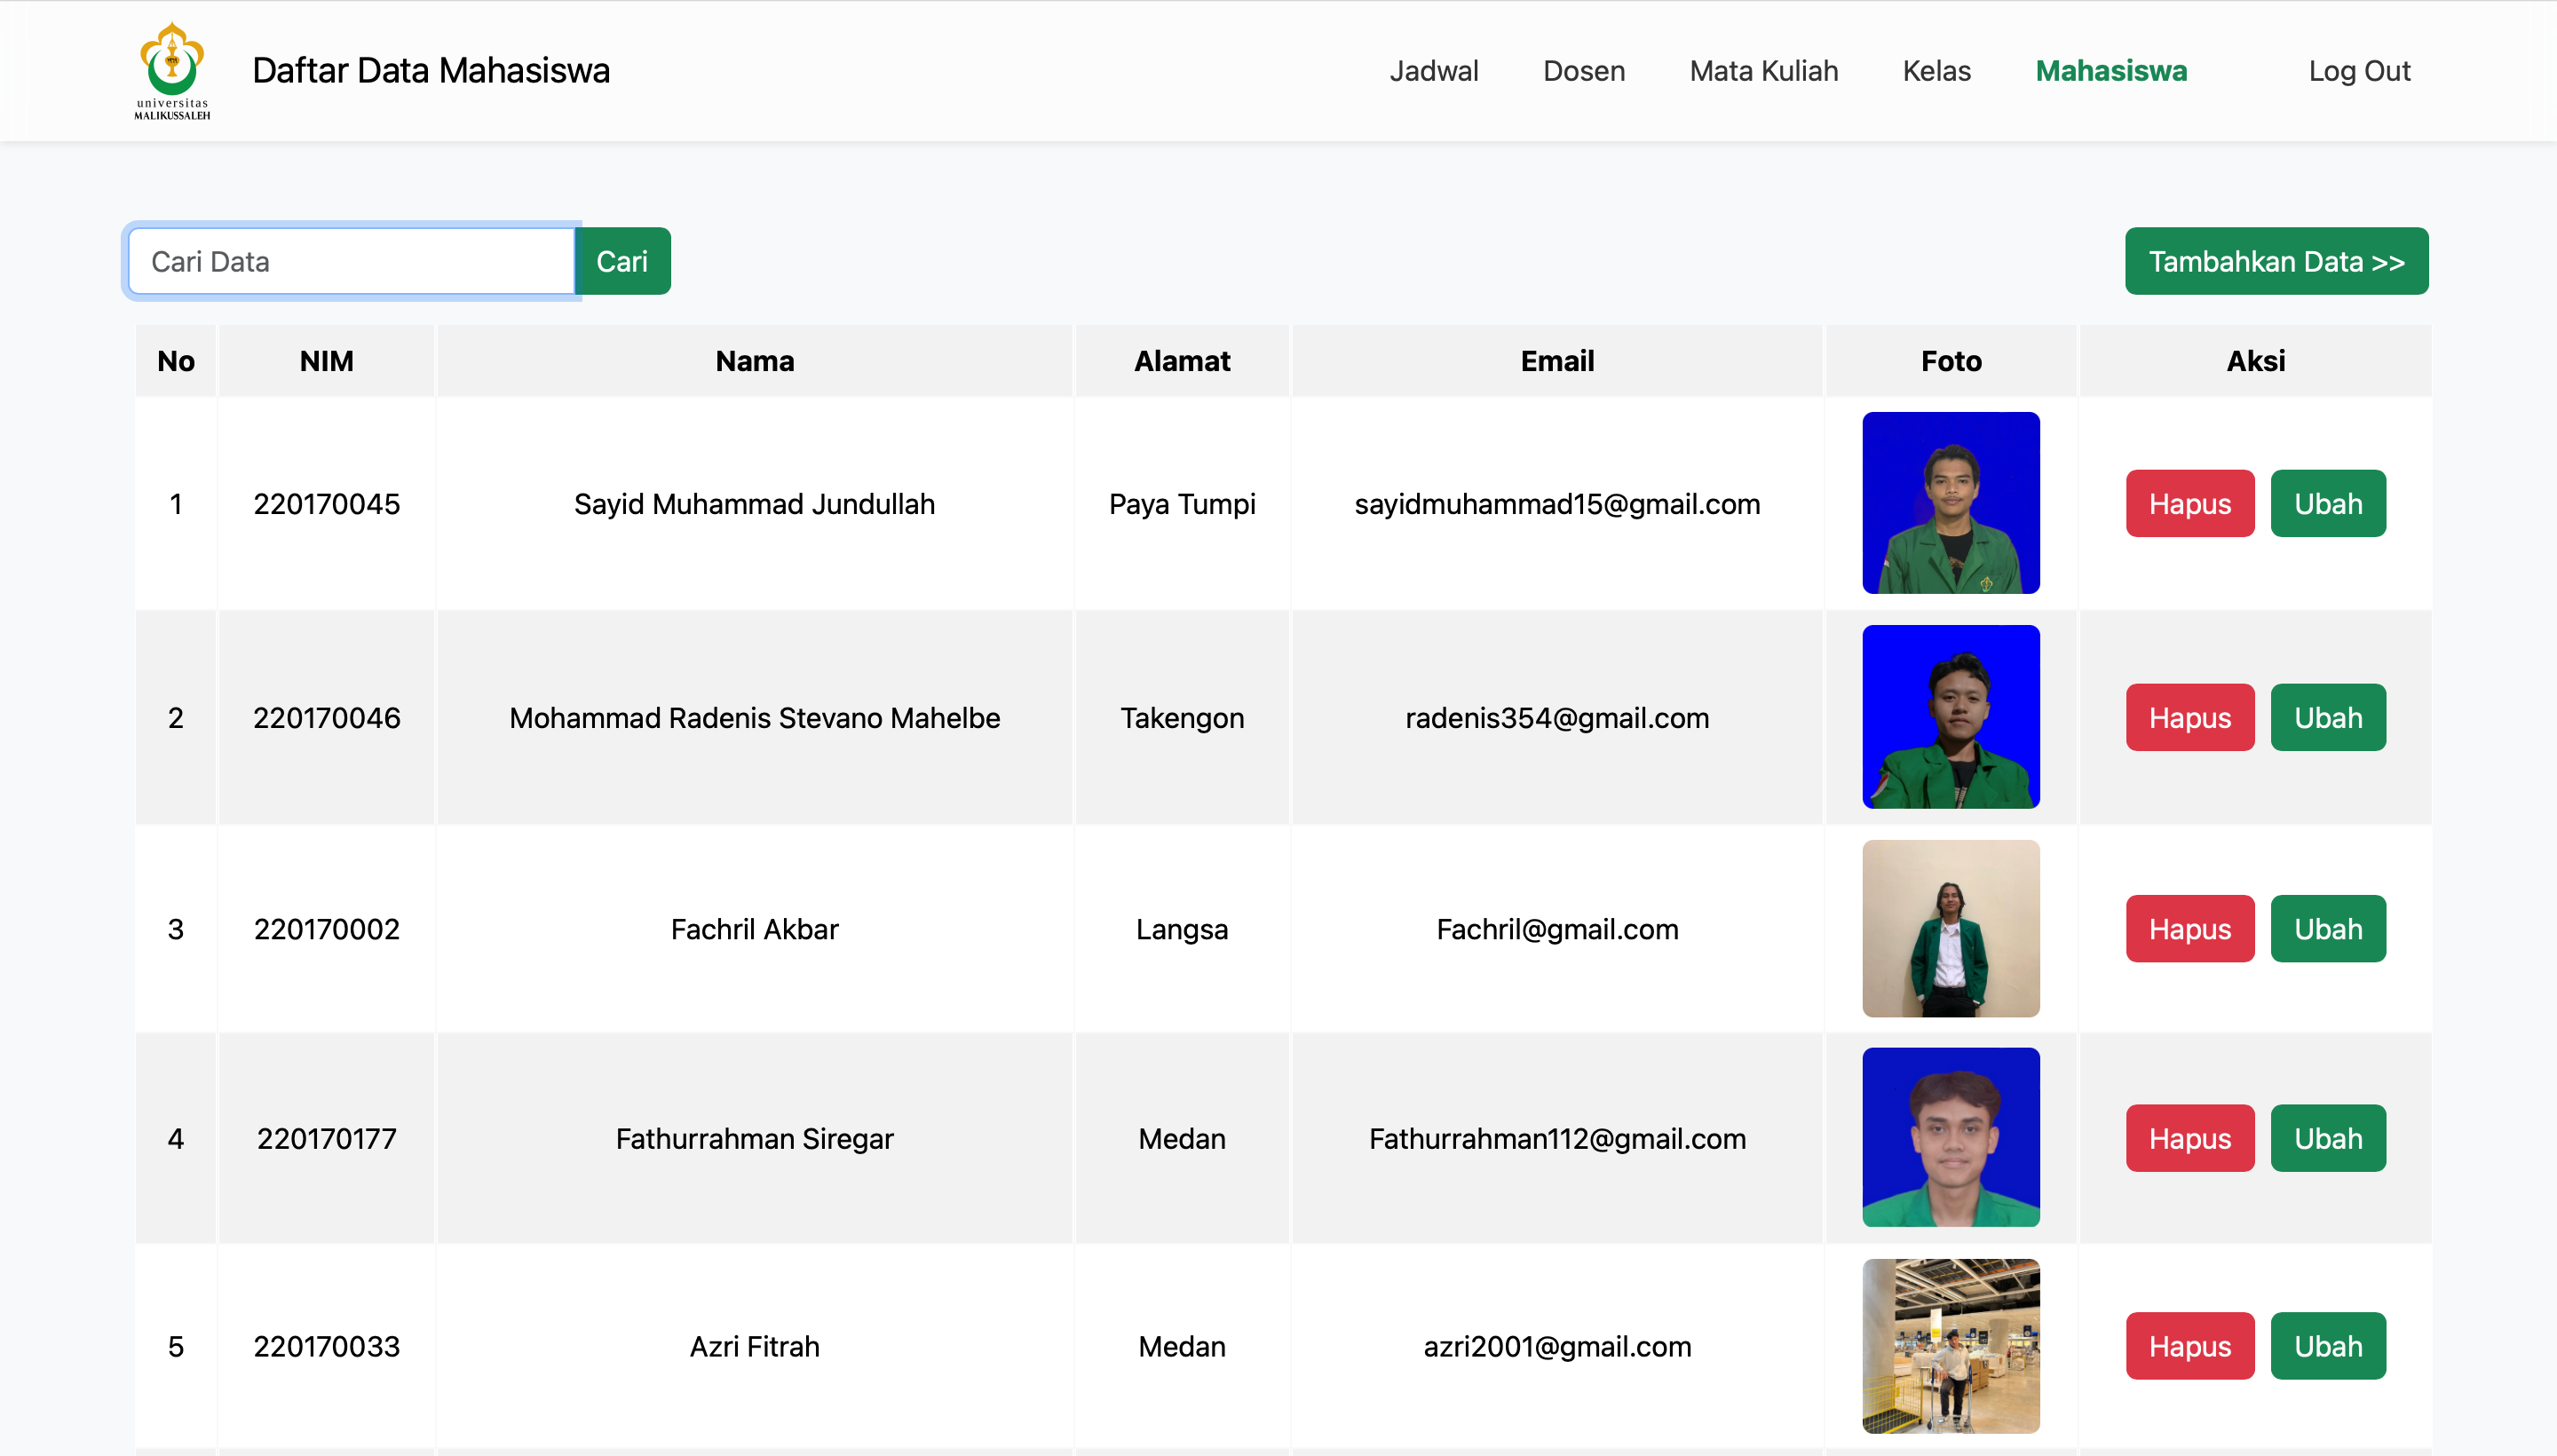 universitas
MALIKUSSALEH
Daftar Data Mahasiswa
Jadwal Dosen Mata Kuliah Kelas Mahasiswa Log Out
Cari Data Cari Tambahkan Data >>
No NIM Nama Alamat Email Foto Aksi
1 220170045 Sayid Muhammad Jundullah Paya Tumpi sayidmuhammad15@gmail.com Hapus Ubah
2 220170046 Mohammad Radenis Stevano Mahelbe Takengon radenis354@gmail.com Hapus Ubah
3 220170002 Fachril Akbar Langsa Fachril@gmail.com Hapus Ubah
4 220170177 Fathurrahman Siregar Medan Fathurrahman112@gmail.com Hapus Ubah
5 220170033 Azri Fitrah Medan azri2001@gmail.com Hapus Ubah